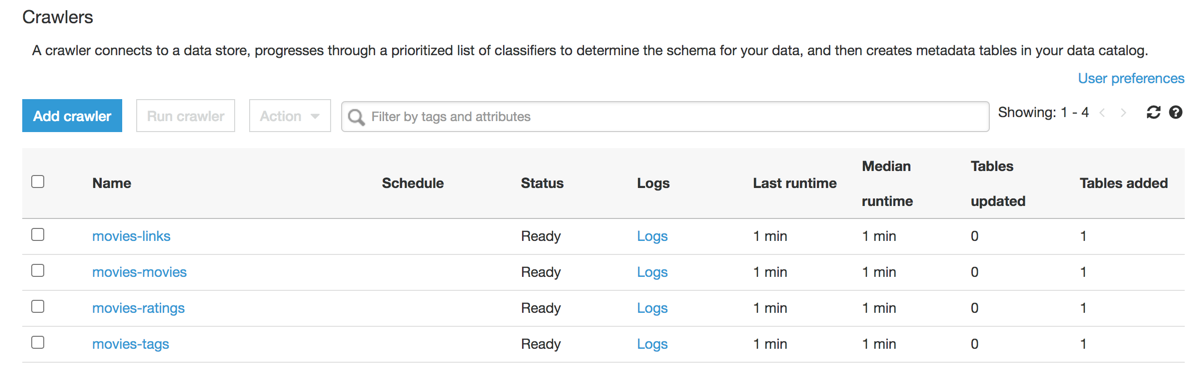 Crawlers
A crawler connects to a data store, progresses through a prioritized list of classifiers to determine the schema for your data, and then creates metadata tables in your data catalog.
User preferences
Add crawler Run crawler Action Filter by tags and attributes Showing: 1 - 4
Name Schedule Status Logs Last runtime Median runtime Tables updated Tables added
movies-links Ready Logs 1 min 1 min 0 1
movies-movies Ready Logs 1 min 1 min 0 1
movies-ratings Ready Logs 1 min 1 min 0 1
movies-tags Ready Logs 1 min 1 min 0 1